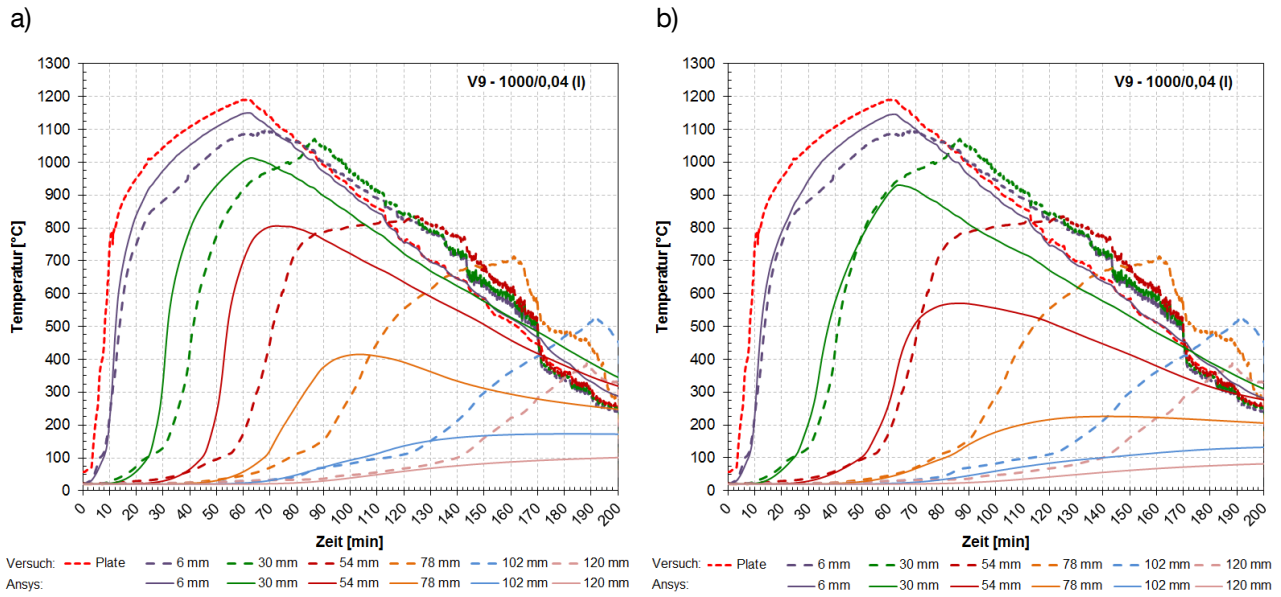 a)
V9 - 1000/0,04 (I)
Temperatur [°C]
1300
1200
1100
1000
900
800
700
600
500
400
300
200
100
0
0 10 20 30 40 50 60 70 80 90 100 110 120 130 140 150 160 170 180 190 200
Zeit [min]
Versuch: Plate 6 mm 30 mm 54 mm 78 mm 102 mm 120 mm
Ansys: 6 mm 30 mm 54 mm 78 mm 102 mm 120 mm
b)
V9 - 1000/0,04 (I)
Temperatur [°C]
1300
1200
1100
1000
900
800
700
600
500
400
300
200
100
0
0 10 20 30 40 50 60 70 80 90 100 110 120 130 140 150 160 170 180 190 200
Zeit [min]
Versuch: Plate 6 mm 30 mm 54 mm 78 mm 102 mm 120 mm
Ansys: 6 mm 30 mm 54 mm 78 mm 102 mm 120 mm